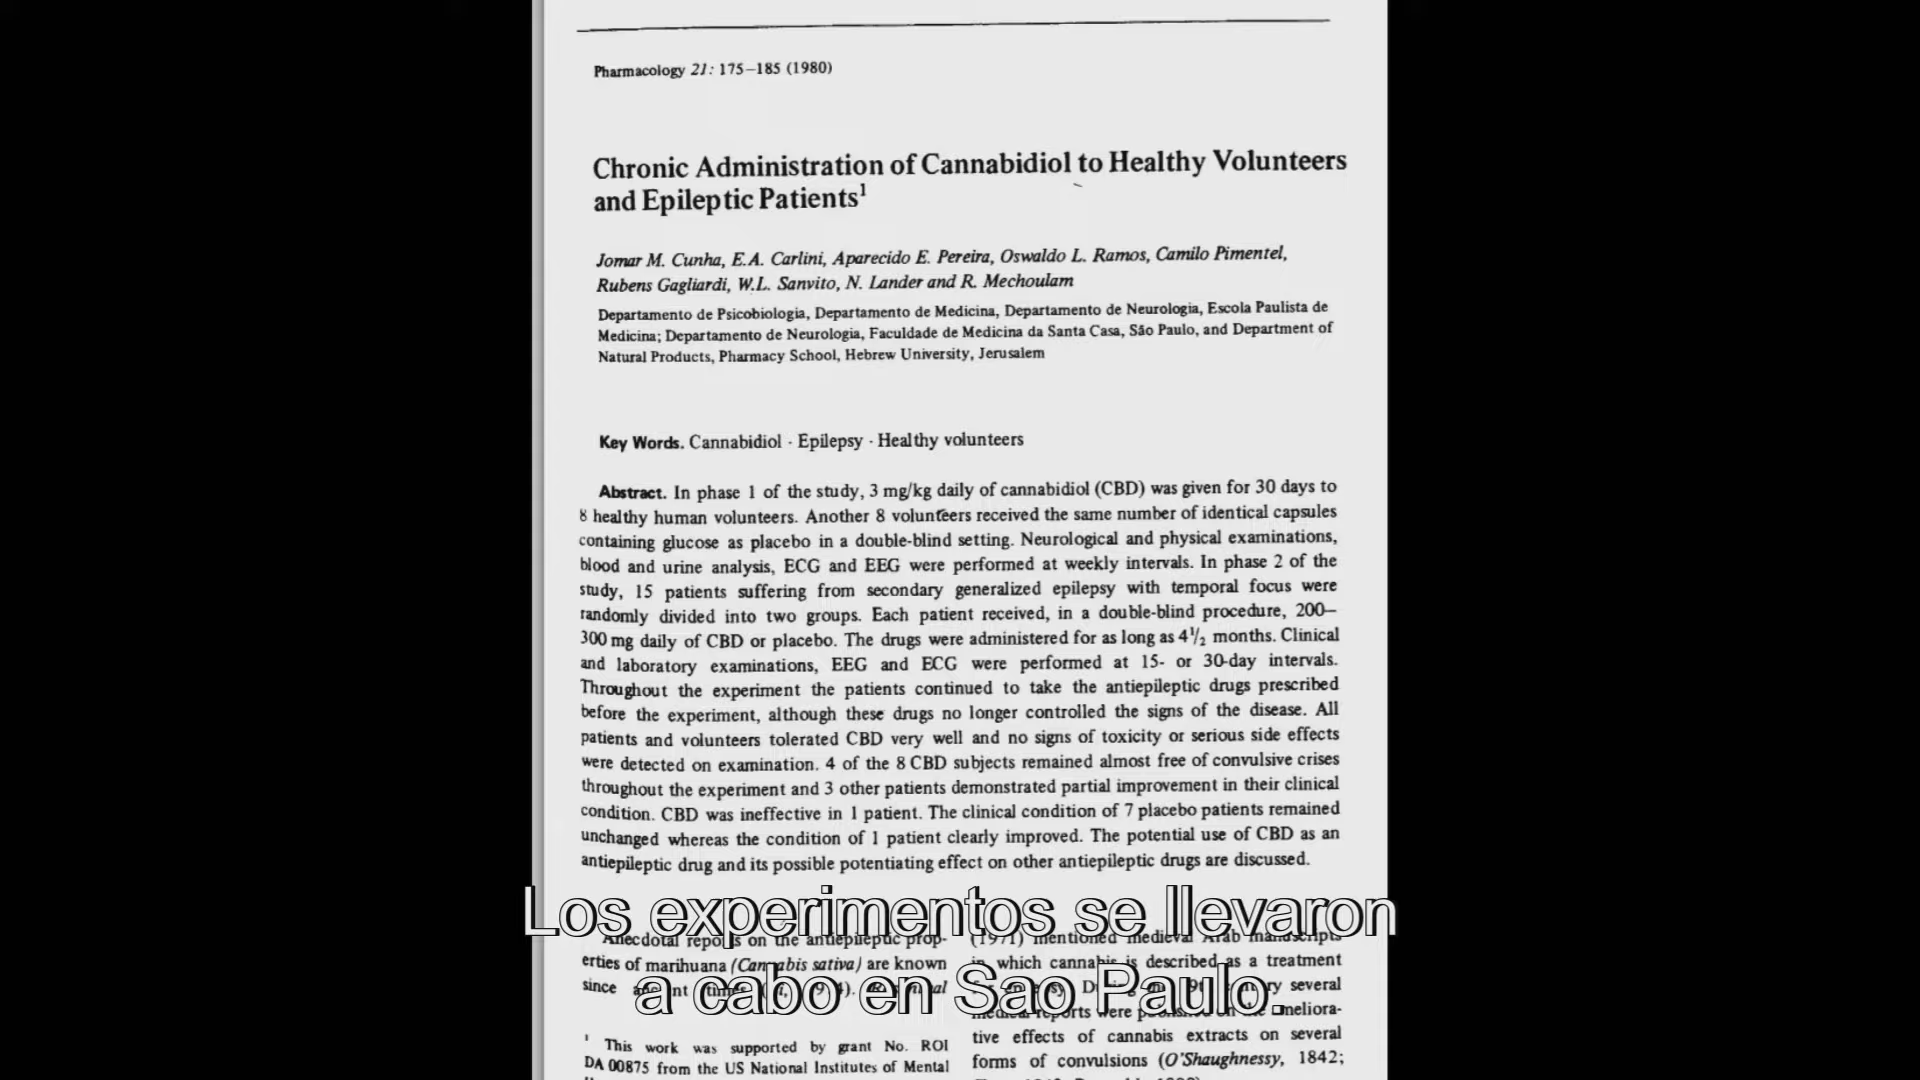 Pharmacology 21: 175–185 (1980)
Chronic Administration of Cannabidiol to Healthy Volunteers
and Epileptic Patients¹
Jomar M. Cunha, E.A. Carlini, Aparecido E. Pereira, Oswaldo L. Ramos, Camilo Pimentel,
Rubens Gagliardi, W.L. Sanvito, N. Lander and R. Mechoulam
Departamento de Psicobiologia, Departamento de Medicina, Departamento de Neurologia, Escola Paulista de
Medicina; Departamento de Neurologia, Faculdade de Medicina da Santa Casa, São Paulo, and Department of
Natural Products, Pharmacy School, Hebrew University, Jerusalem
Key Words. Cannabidiol · Epilepsy · Healthy volunteers
Abstract. In phase 1 of the study, 3 mg/kg daily of cannabidiol (CBD) was given for 30 days to
8 healthy human volunteers. Another 8 volunteers received the same number of identical capsules
containing glucose as placebo in a double-blind setting. Neurological and physical examinations,
blood and urine analysis, ECG and EEG were performed at weekly intervals. In phase 2 of the
study, 15 patients suffering from secondary generalized epilepsy with temporal focus were
randomly divided into two groups. Each patient received, in a double-blind procedure, 200–
300 mg daily of CBD or placebo. The drugs were administered for as long as 4½ months. Clinical
and laboratory examinations, EEG and ECG were performed at 15- or 30-day intervals.
Throughout the experiment the patients continued to take the antiepileptic drugs prescribed
before the experiment, although these drugs no longer controlled the signs of the disease. All
patients and volunteers tolerated CBD very well and no signs of toxicity or serious side effects
were detected on examination. 4 of the 8 CBD subjects remained almost free of convulsive crises
throughout the experiment and 3 other patients demonstrated partial improvement in their clinical
condition. CBD was ineffective in 1 patient. The clinical condition of 7 placebo patients remained
unchanged whereas the condition of 1 patient clearly improved. The potential use of CBD as an
antiepileptic drug and its possible potentiating effect on other antiepileptic drugs are discussed.
Los experimentos se llevaron
a cabo en Sao Paulo.
Anecdotal reports on the antiepileptic prop-
erties of marihuana (Cannabis sativa) are known
since ancient times
¹ This work was supported by grant No. ROI
DA 00875 from the US National Institutes of Mental
(1971) mentioned medieval Arab manuscripts
in which cannabis is described as a treatment
several
medical reports were published on the ameliora-
tive effects of cannabis extracts on several
forms of convulsions (O'Shaughnessy, 1842;